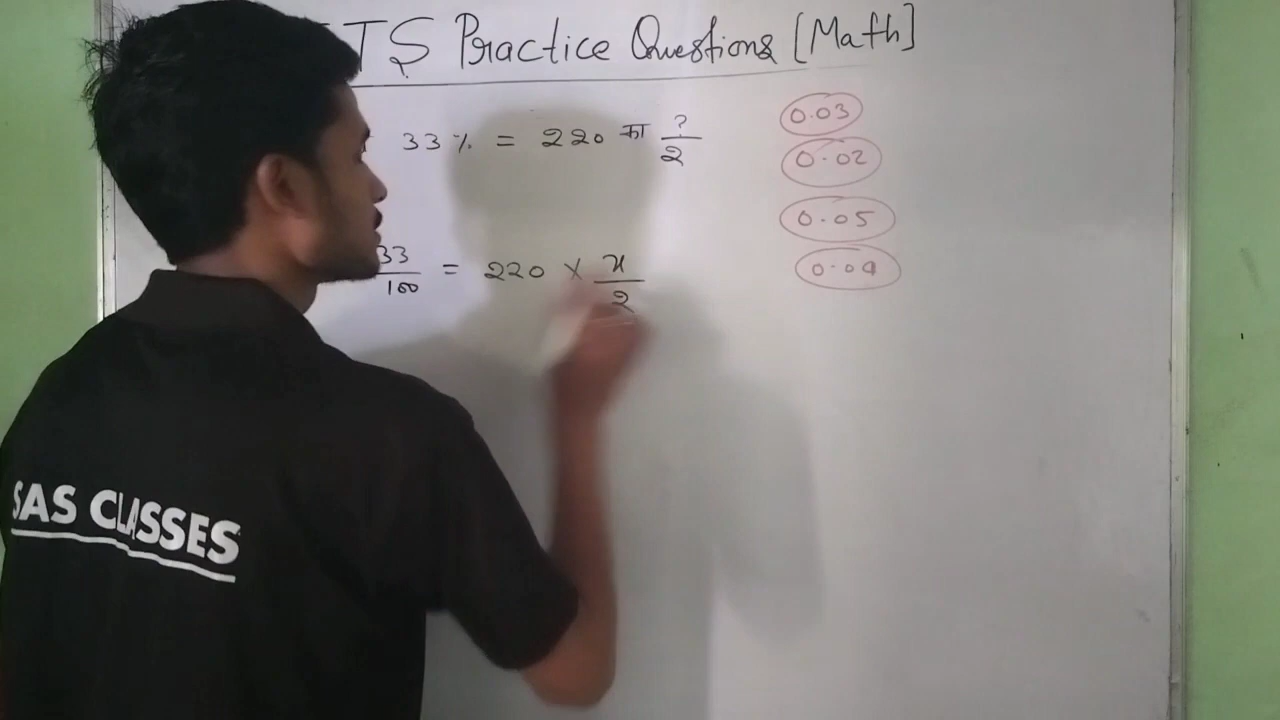 TS Practice Questions [Math]
33% = 220 का ?/2
33/100 = 220 × x/2
0.03
0.02
0.05
0.09
SAS CLASSES